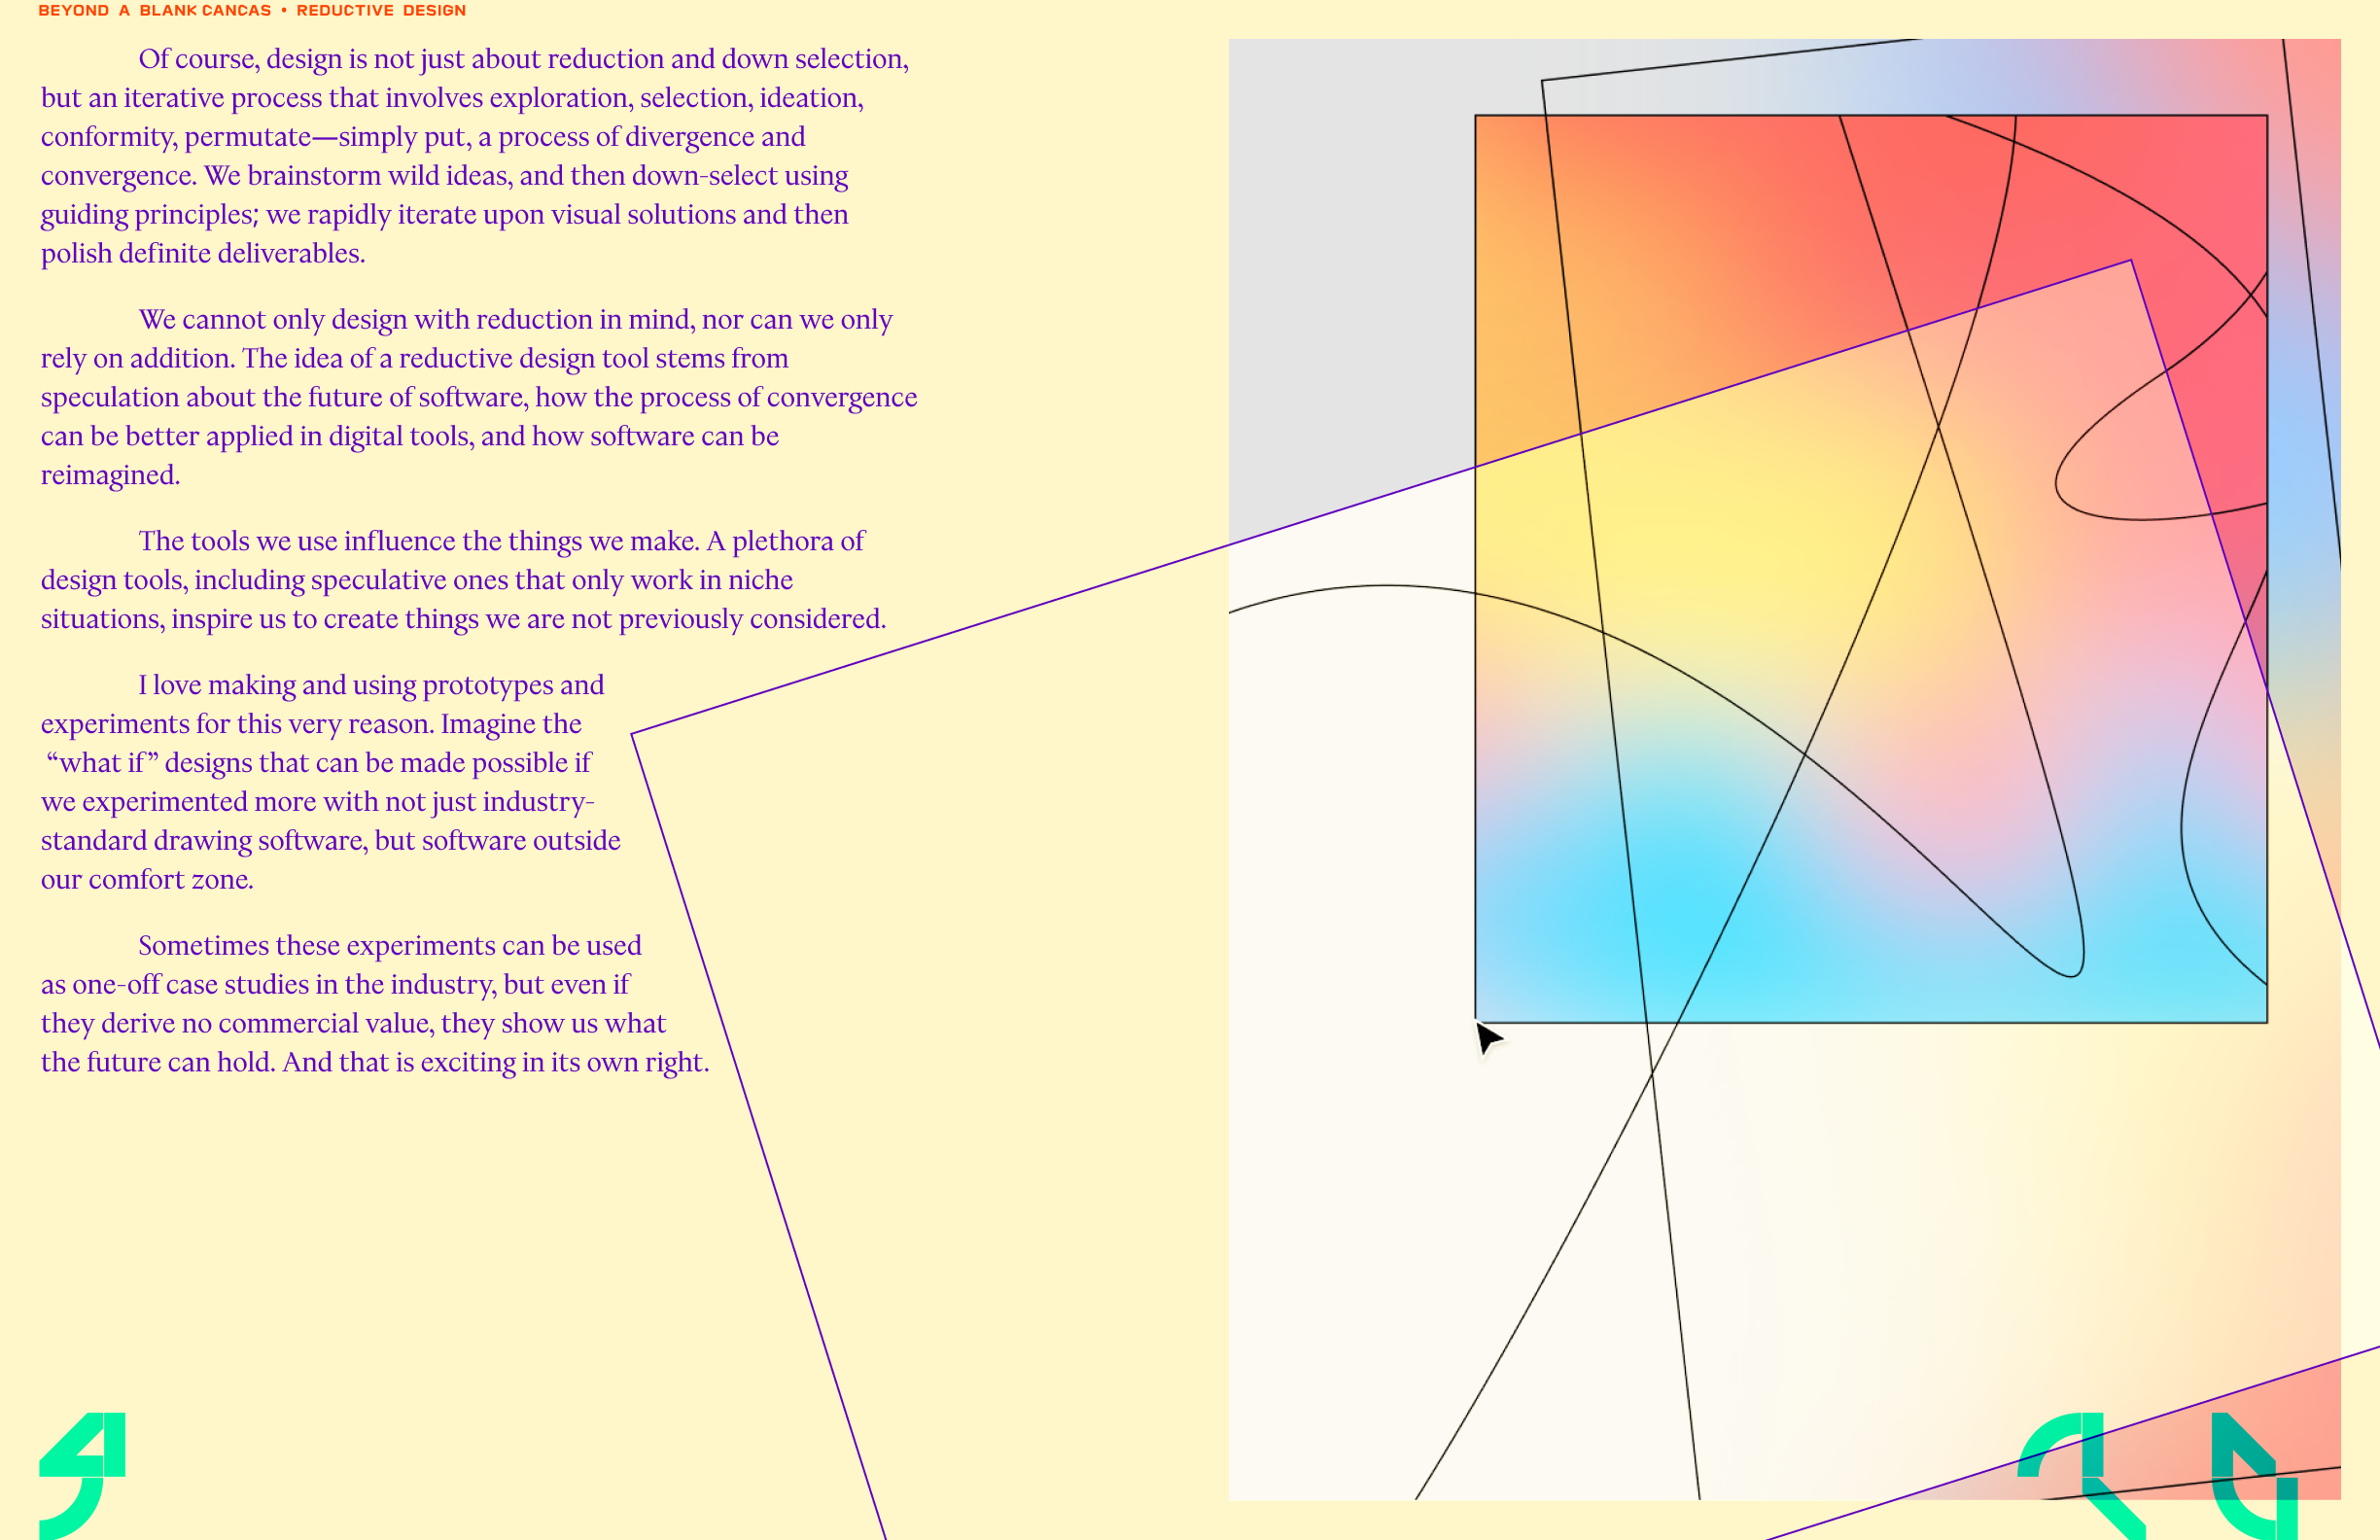 BEYOND A BLANK CANCAS • REDUCTIVE DESIGN
Of course, design is not just about reduction and down selection,
but an iterative process that involves exploration, selection, ideation,
conformity, permutate—simply put, a process of divergence and
convergence. We brainstorm wild ideas, and then down-select using
guiding principles; we rapidly iterate upon visual solutions and then
polish definite deliverables.
We cannot only design with reduction in mind, nor can we only
rely on addition. The idea of a reductive design tool stems from
speculation about the future of software, how the process of convergence
can be better applied in digital tools, and how software can be
reimagined.
The tools we use influence the things we make. A plethora of
design tools, including speculative ones that only work in niche
situations, inspire us to create things we are not previously considered.
I love making and using prototypes and
experiments for this very reason. Imagine the
“what if” designs that can be made possible if
we experimented more with not just industry-
standard drawing software, but software outside
our comfort zone.
Sometimes these experiments can be used
as one-off case studies in the industry, but even if
they derive no commercial value, they show us what
the future can hold. And that is exciting in its own right.